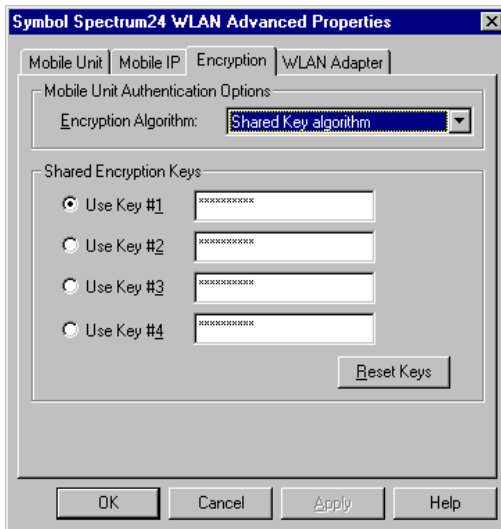 Symbol Spectrum24 WLAN Advanced Properties
Mobile Unit Mobile IP Encryption WLAN Adapter
Mobile Unit Authentication Options
Encryption Algorithm: Shared Key algorithm
Shared Encryption Keys
Use Key #1 **********
Use Key #2 **********
Use Key #3 **********
Use Key #4 **********
Reset Keys
OK Cancel Apply Help